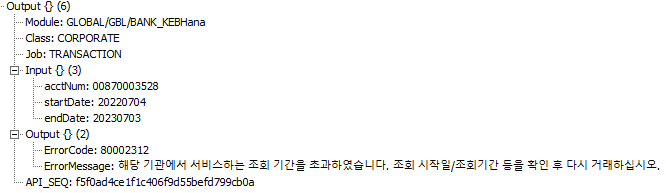 Output {} (6)
Module: GLOBAL/GBL/BANK_KEBHana
Class: CORPORATE
Job: TRANSACTION
Input {} (3)
acctNum: 00870003528
startDate: 20220704
endDate: 20230703
Output {} (2)
ErrorCode: 80002312
ErrorMessage: 해당 기관에서 서비스하는 조회 기간을 초과하였습니다. 조회 시작일/조회기간 등을 확인 후 다시 거래하십시오.
API_SEQ: f5f0ad4ce1f1c406f9d55befd799cb0a